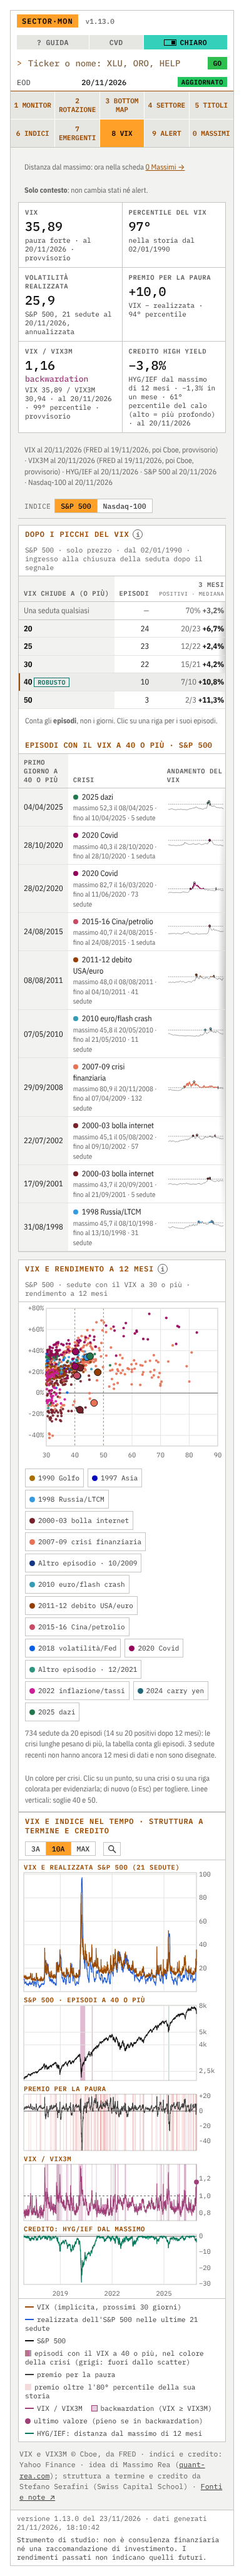 SECTOR·MON v1.13.0
? GUIDA CVD CHIARO
> Ticker o nome: XLU, ORO, HELP GO
EOD 20/11/2026 AGGIORNATO
1 MONITOR 2 ROTAZIONE 3 BOTTOM MAP 4 SETTORE 5 TITOLI
6 INDICI 7 EMERGENTI 8 VIX 9 ALERT 0 MASSIMI
Distanza dal massimo: ora nella scheda 0 Massimi →
Solo contesto: non cambia stati né alert.
VIX
35,89
paura forte · al
20/11/2026 ·
provvisorio
PERCENTILE DEL VIX
97°
nella storia dal
02/01/1990
VOLATILITÀ
REALIZZATA
25,9
S&P 500, 21 sedute al
20/11/2026,
annualizzata
PREMIO PER LA PAURA
+10,0
VIX − realizzata ·
94° percentile
VIX / VIX3M
1,16
backwardation
VIX 35,89 / VIX3M
30,94 · al 20/11/2026
· 99° percentile ·
provvisorio
CREDITO HIGH YIELD
−3,8%
HYG/IEF dal massimo
di 12 mesi · −1,3% in
un mese · 61°
percentile del calo
(alto = più profondo)
· al 20/11/2026
VIX al 20/11/2026 (FRED al 19/11/2026, poi Cboe, provvisorio)
· VIX3M al 20/11/2026 (FRED al 19/11/2026, poi Cboe,
provvisorio) · HYG/IEF al 20/11/2026 · S&P 500 al 20/11/2026
· Nasdaq-100 al 20/11/2026
INDICE S&P 500 Nasdaq-100
DOPO I PICCHI DEL VIX i
S&P 500 · solo prezzo · dal 02/01/1990 ·
ingresso alla chiusura della seduta dopo il
segnale
VIX CHIUDE A (O PIÙ) EPISODI 3 MESI
POSITIVI · MEDIANA
Una seduta qualsiasi — 70% +3,2%
20 24 20/23 +6,7%
25 23 12/22 +2,4%
30 22 15/21 +4,2%
40 ROBUSTO 10 7/10 +10,8%
50 3 2/3 +11,3%
Conta gli episodi, non i giorni. Clic su una riga per i suoi episodi.
EPISODI CON IL VIX A 40 O PIÙ · S&P 500
PRIMO
GIORNO A
40 O PIÙ
CRISI
ANDAMENTO DEL
VIX
04/04/2025
2025 dazi
massimo 52,3 il 08/04/2025 ·
fino al 10/04/2025 · 5 sedute
28/10/2020
2020 Covid
massimo 40,3 il 28/10/2020 ·
fino al 28/10/2020 · 1 seduta
28/02/2020
2020 Covid
massimo 82,7 il 16/03/2020 ·
fino al 11/06/2020 · 73
sedute
24/08/2015
2015-16 Cina/petrolio
massimo 40,7 il 24/08/2015 ·
fino al 24/08/2015 · 1 seduta
08/08/2011
2011-12 debito
USA/euro
massimo 48,0 il 08/08/2011 ·
fino al 04/10/2011 · 41
sedute
07/05/2010
2010 euro/flash crash
massimo 45,8 il 20/05/2010 ·
fino al 21/05/2010 · 11
sedute
29/09/2008
2007-09 crisi
finanziaria
massimo 80,9 il 20/11/2008 ·
fino al 07/04/2009 · 132
sedute
22/07/2002
2000-03 bolla internet
massimo 45,1 il 05/08/2002 ·
fino al 09/10/2002 · 57
sedute
17/09/2001
2000-03 bolla internet
massimo 43,7 il 20/09/2001 ·
fino al 21/09/2001 · 5 sedute
31/08/1998
1998 Russia/LTCM
massimo 45,7 il 08/10/1998 ·
fino al 13/10/1998 · 31
sedute
VIX E RENDIMENTO A 12 MESI i
S&P 500 · sedute con il VIX a 30 o più ·
rendimento a 12 mesi
+80%
+60%
+40%
+20%
0%
-20%
-40%
30 40 50 60 70 80 90
1990 Golfo 1997 Asia
1998 Russia/LTCM
2000-03 bolla internet
2007-09 crisi finanziaria
Altro episodio · 10/2009
2010 euro/flash crash
2011-12 debito USA/euro
2015-16 Cina/petrolio
2018 volatilità/Fed 2020 Covid
Altro episodio · 12/2021
2022 inflazione/tassi 2024 carry yen
2025 dazi
734 sedute da 20 episodi (14 su 20 positivi dopo 12 mesi): le
crisi lunghe pesano di più, la tabella conta gli episodi. 3 sedute
recenti non hanno ancora 12 mesi di dati e non sono disegnate.
Un colore per crisi. Clic su un punto, su una crisi o su una riga
colorata per evidenziarla; di nuovo (o Esc) per togliere. Linee
verticali: soglie 40 e 50.
VIX E INDICE NEL TEMPO · STRUTTURA A
TERMINE E CREDITO
3A 10A MAX
VIX E REALIZZATA S&P 500 (21 SEDUTE)
100
80
60
40
20
S&P 500 · EPISODI A 40 O PIÙ
8k
5k
4k
2,5k
PREMIO PER LA PAURA
+20
0
-20
-40
VIX / VIX3M
1,2
1,0
0,8
CREDITO: HYG/IEF DAL MASSIMO
0
−10
−20
−30
2019 2022 2025
VIX (implicita, prossimi 30 giorni)
realizzata dell'S&P 500 nelle ultime 21
sedute
S&P 500
episodi con il VIX a 40 o più, nel colore
della crisi (grigi: fuori dallo scatter)
premio per la paura
premio oltre l'80° percentile della sua
storia
VIX / VIX3M backwardation (VIX ≥ VIX3M)
ultimo valore (pieno se in backwardation)
HYG/IEF: distanza dal massimo di 12 mesi
VIX e VIX3M © Cboe, da FRED · indici e credito:
Yahoo Finance · idea di Massimo Rea (quant-
rea.com); struttura a termine e credito da
Stefano Serafini (Swiss Capital School) · Fonti
e note ↗
versione 1.13.0 del 23/11/2026 · dati generati
21/11/2026, 18:10:42
Strumento di studio: non è consulenza finanziaria
né una raccomandazione di investimento. I
rendimenti passati non indicano quelli futuri.